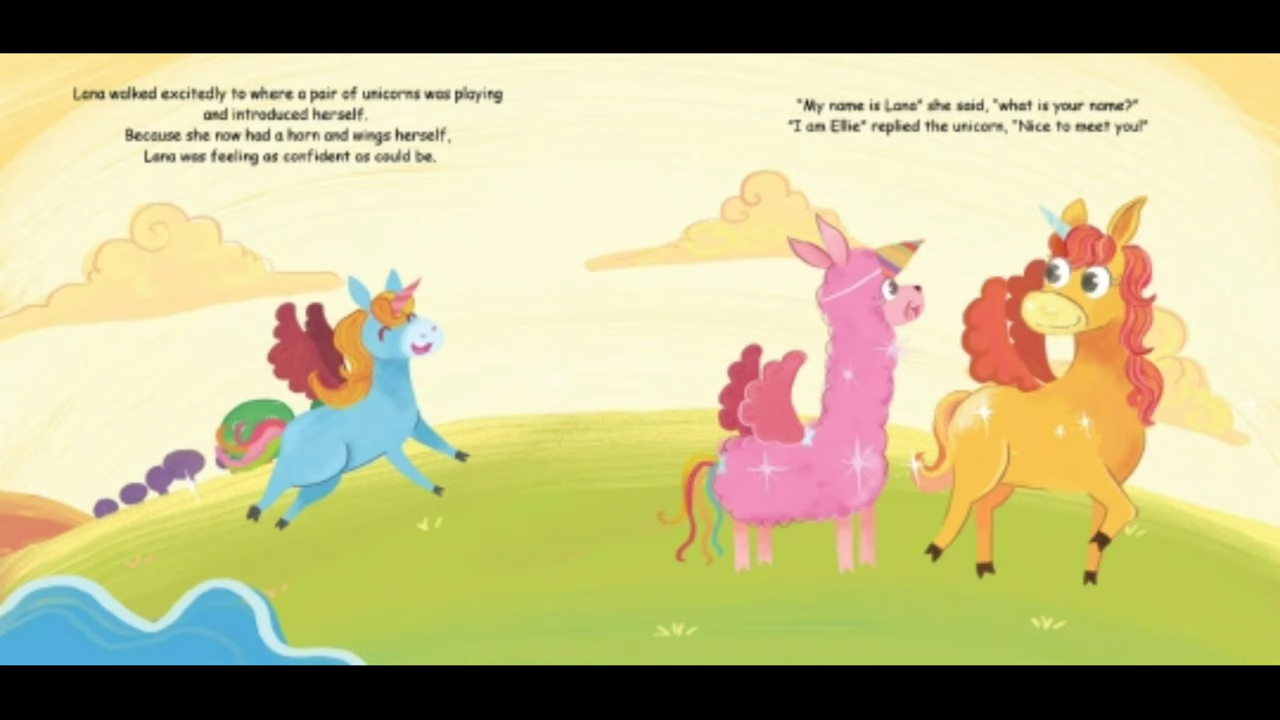 Lana walked excitedly to where a pair of unicorns was playing
and introduced herself.
Because she now had a horn and wings herself,
Lana was feeling as confident as could be.
"My name is Lana" she said, "what is your name?"
"I am Ellie" replied the unicorn, "Nice to meet you!"